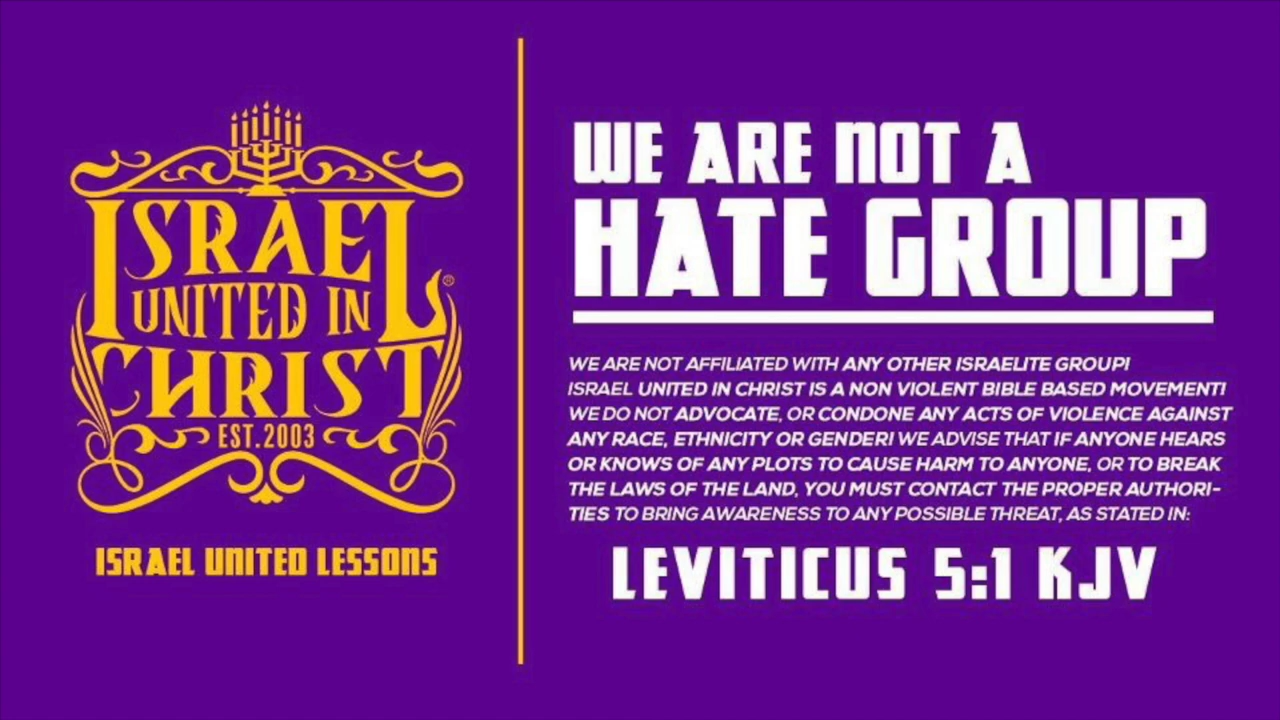 ISRAEL
UNITED IN
CHRIST
EST.2003
®
ISRAEL UNITED LESSONS
WE ARE NOT A
HATE GROUP
WE ARE NOT AFFILIATED WITH ANY OTHER ISRAELITE GROUP!
ISRAEL UNITED IN CHRIST IS A NON VIOLENT BIBLE BASED MOVEMENT!
WE DO NOT ADVOCATE, OR CONDONE ANY ACTS OF VIOLENCE AGAINST
ANY RACE, ETHNICITY OR GENDER! WE ADVISE THAT IF ANYONE HEARS
OR KNOWS OF ANY PLOTS TO CAUSE HARM TO ANYONE, OR TO BREAK
THE LAWS OF THE LAND, YOU MUST CONTACT THE PROPER AUTHORI-
TIES TO BRING AWARENESS TO ANY POSSIBLE THREAT, AS STATED IN:
LEVITICUS 5:1 KJV